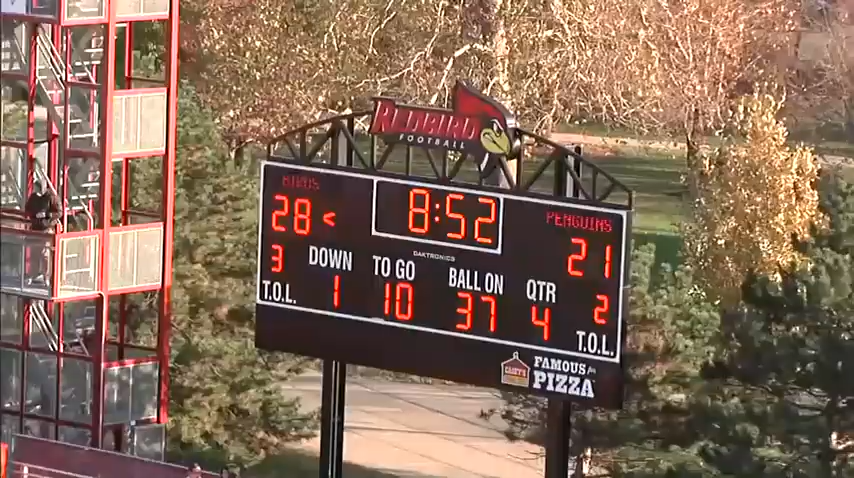 REDBIRD
FOOTBALL
BIRDS
28 < 8:52 PENGUINS
21
DAKTRONICS
3 DOWN TO GO BALL ON QTR 2
T.O.L. 1 10 37 4 T.O.L.
CASEY'S FAMOUS for
PIZZA